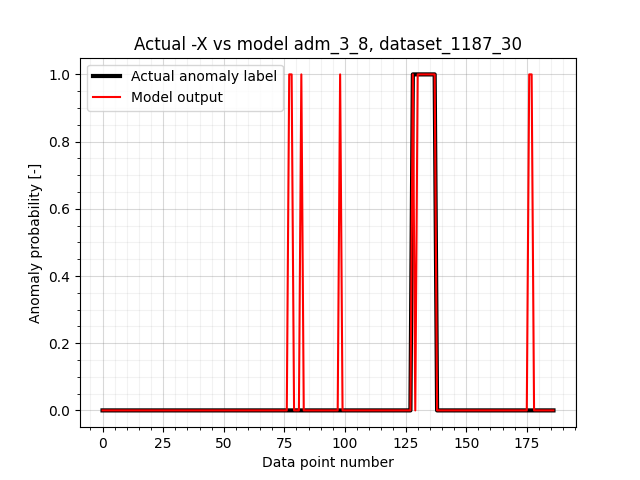 Actual -X vs model adm_3_8, dataset_1187_30
Actual anomaly label
Model output
1.0
0.8
0.6
0.4
0.2
0.0
Anomaly probability [-]
0 25 50 75 100 125 150 175
Data point number